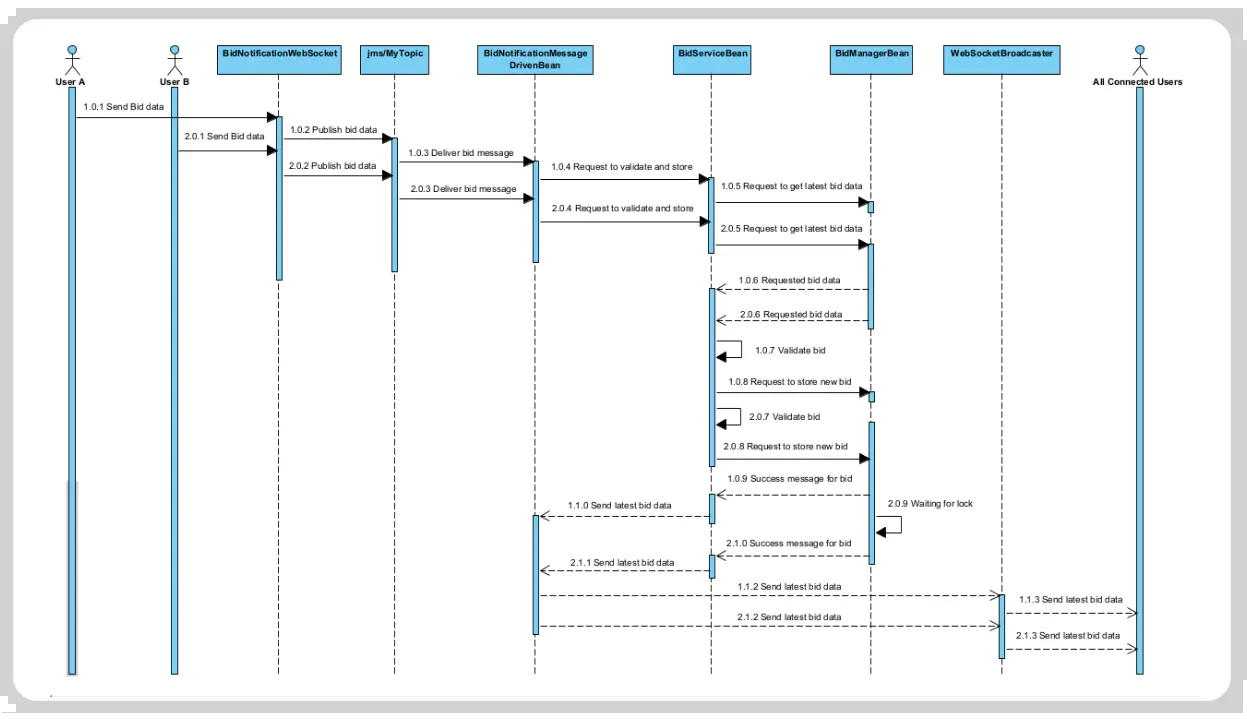 BidNotificationWebSocket
jms/MyTopic
BidNotificationMessage
DrivenBean
BidServiceBean
BidManagerBean
WebSocketBroadcaster
User A
User B
All Connected Users
1.0.1 Send Bid data
1.0.2 Publish bid data
2.0.1 Send Bid data
1.0.3 Deliver bid message
2.0.2 Publish bid data
1.0.4 Request to validate and store
2.0.3 Deliver bid message
1.0.5 Request to get latest bid data
2.0.4 Request to validate and store
2.0.5 Request to get latest bid data
1.0.6 Requested bid data
2.0.6 Requested bid data
1.0.7 Validate bid
1.0.8 Request to store new bid
2.0.7 Validate bid
2.0.8 Request to store new bid
1.0.9 Success message for bid
1.1.0 Send latest bid data
2.0.9 Waiting for lock
2.1.0 Success message for bid
2.1.1 Send latest bid data
1.1.2 Send latest bid data
1.1.3 Send latest bid data
2.1.2 Send latest bid data
2.1.3 Send latest bid data